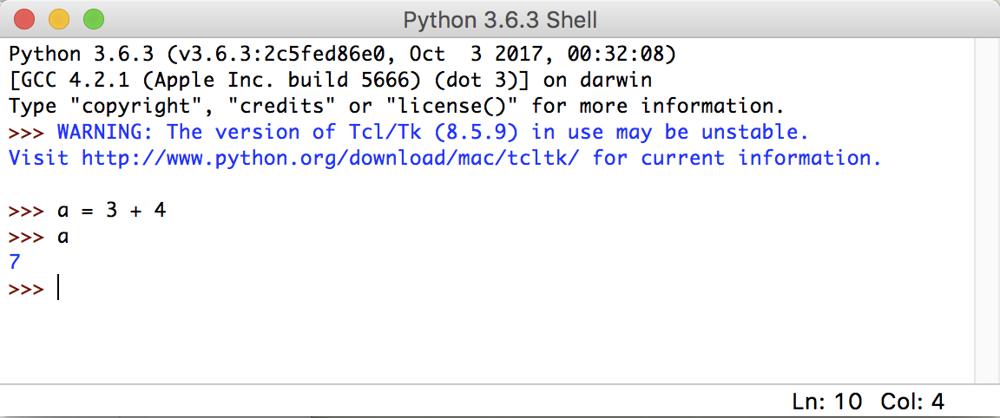 Python 3.6.3 Shell
Python 3.6.3 (v3.6.3:2c5fed86e0, Oct  3 2017, 00:32:08)
[GCC 4.2.1 (Apple Inc. build 5666) (dot 3)] on darwin
Type "copyright", "credits" or "license()" for more information.
>>> WARNING: The version of Tcl/Tk (8.5.9) in use may be unstable.
Visit http://www.python.org/download/mac/tcltk/ for current information.
>>> a = 3 + 4
>>> a
7
>>>
Ln: 10  Col: 4